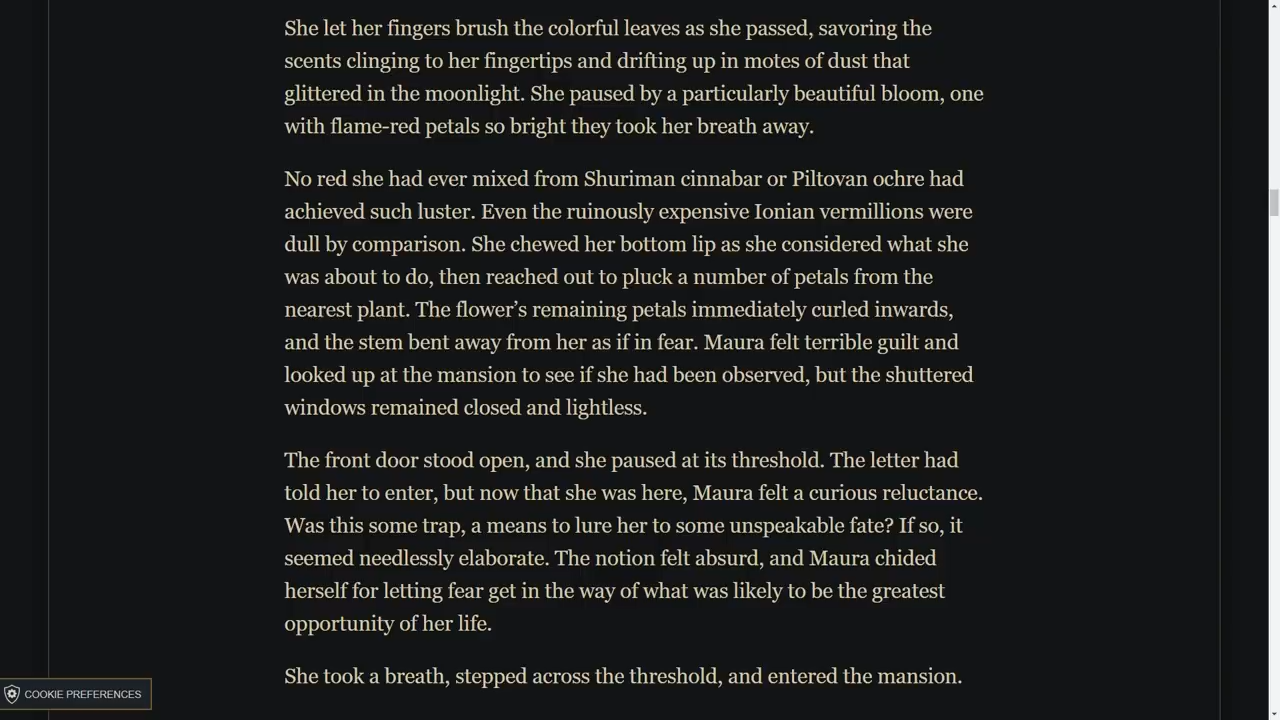 She let her fingers brush the colorful leaves as she passed, savoring the
scents clinging to her fingertips and drifting up in motes of dust that
glittered in the moonlight. She paused by a particularly beautiful bloom, one
with flame-red petals so bright they took her breath away.
No red she had ever mixed from Shuriman cinnabar or Piltovan ochre had
achieved such luster. Even the ruinously expensive Ionian vermillions were
dull by comparison. She chewed her bottom lip as she considered what she
was about to do, then reached out to pluck a number of petals from the
nearest plant. The flower’s remaining petals immediately curled inwards,
and the stem bent away from her as if in fear. Maura felt terrible guilt and
looked up at the mansion to see if she had been observed, but the shuttered
windows remained closed and lightless.
The front door stood open, and she paused at its threshold. The letter had
told her to enter, but now that she was here, Maura felt a curious reluctance.
Was this some trap, a means to lure her to some unspeakable fate? If so, it
seemed needlessly elaborate. The notion felt absurd, and Maura chided
herself for letting fear get in the way of what was likely to be the greatest
opportunity of her life.
She took a breath, stepped across the threshold, and entered the mansion.
COOKIE PREFERENCES